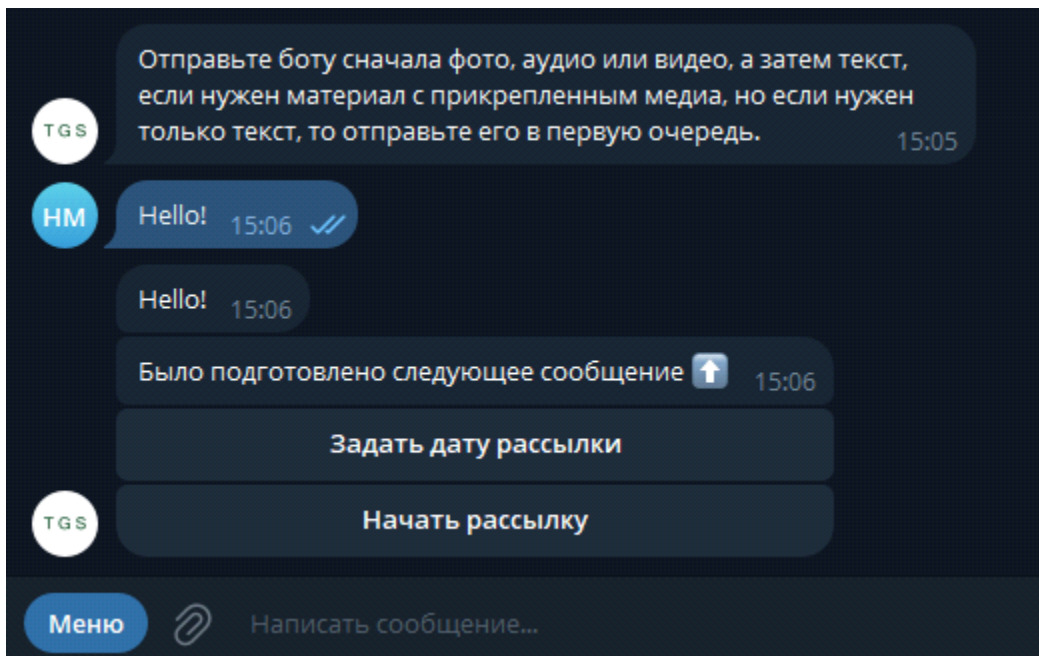 Отправьте боту сначала фото, аудио или видео, а затем текст,
если нужен материал с прикрепленным медиа, но если нужен
только текст, то отправьте его в первую очередь.
15:05
TGS
HM
Hello! 15:06
Hello! 15:06
Было подготовлено следующее сообщение ⬆️ 15:06
Задать дату рассылки
TGS
Начать рассылку
Меню
Написать сообщение...